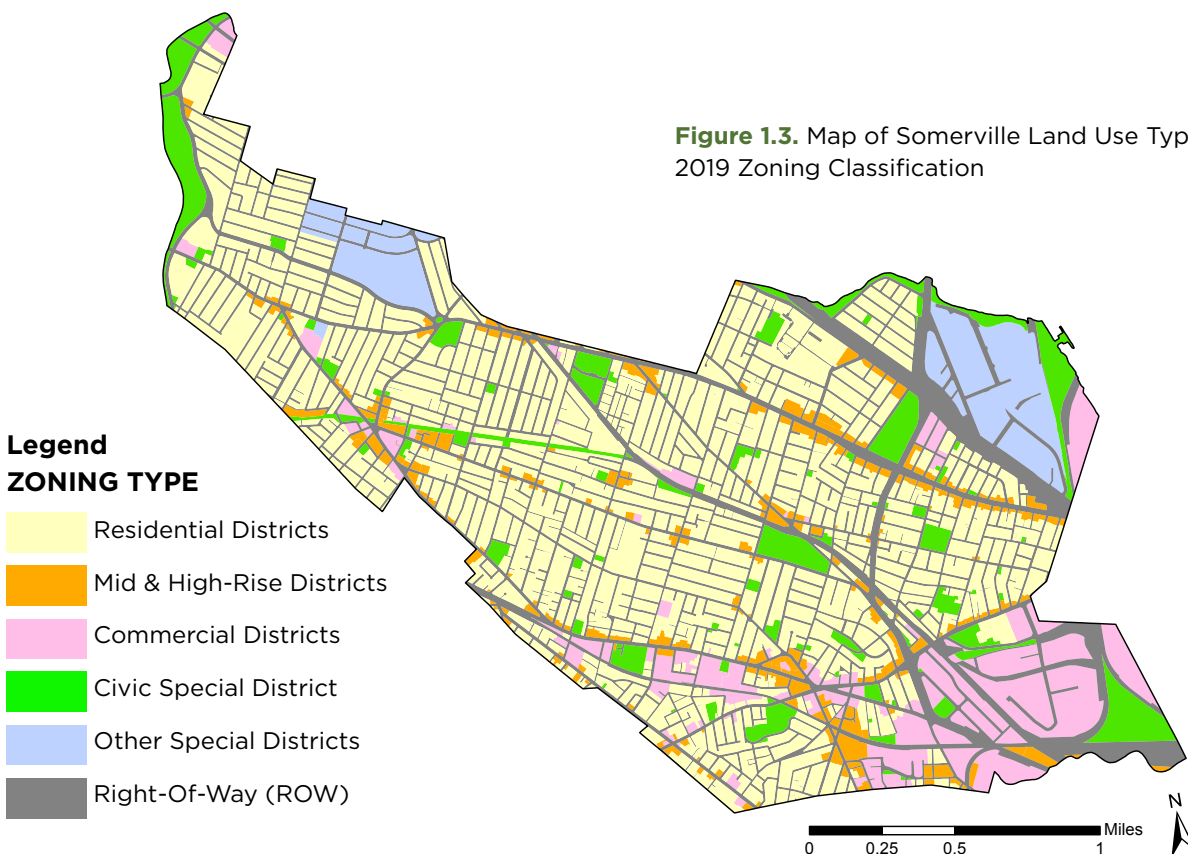 Figure 1.3. Map of Somerville Land Use Typ
2019 Zoning Classification
Legend
ZONING TYPE
Residential Districts
Mid & High-Rise Districts
Commercial Districts
Civic Special District
Other Special Districts
Right-Of-Way (ROW)
N
Miles
0 0.25 0.5 1